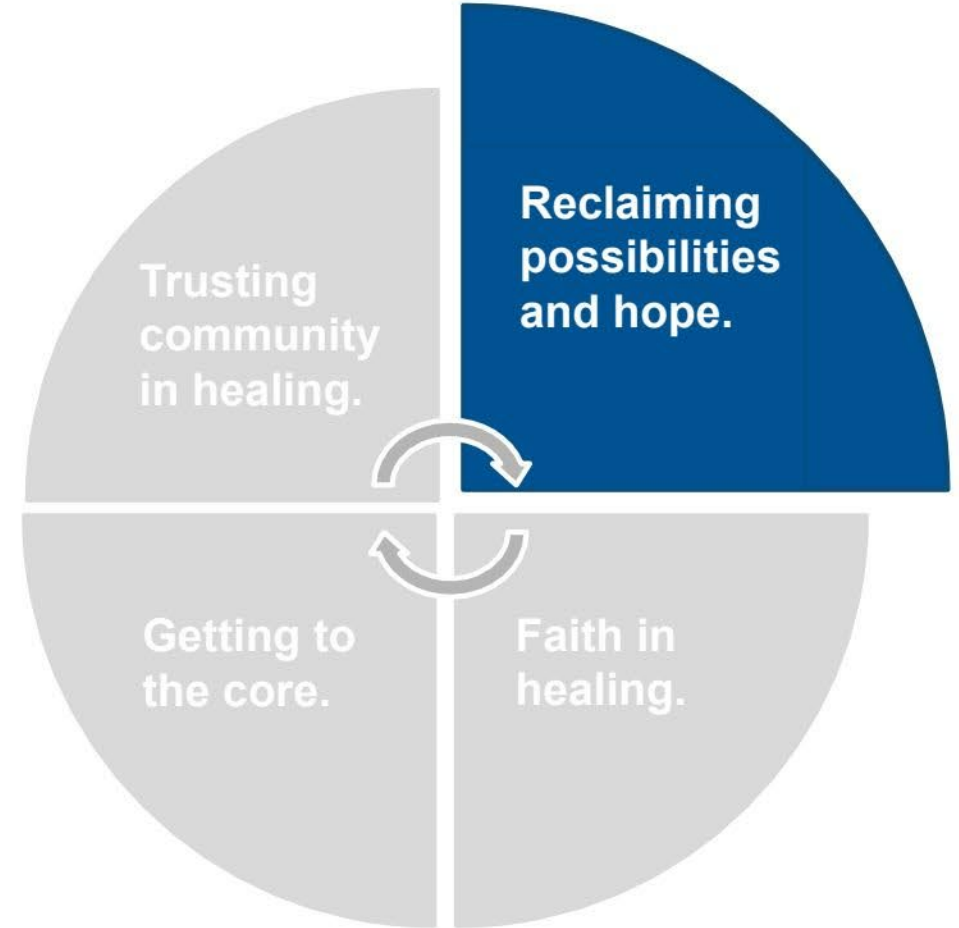 Trusting
community
in healing.
Reclaiming
possibilities
and hope.
Getting to
the core.
Faith in
healing.